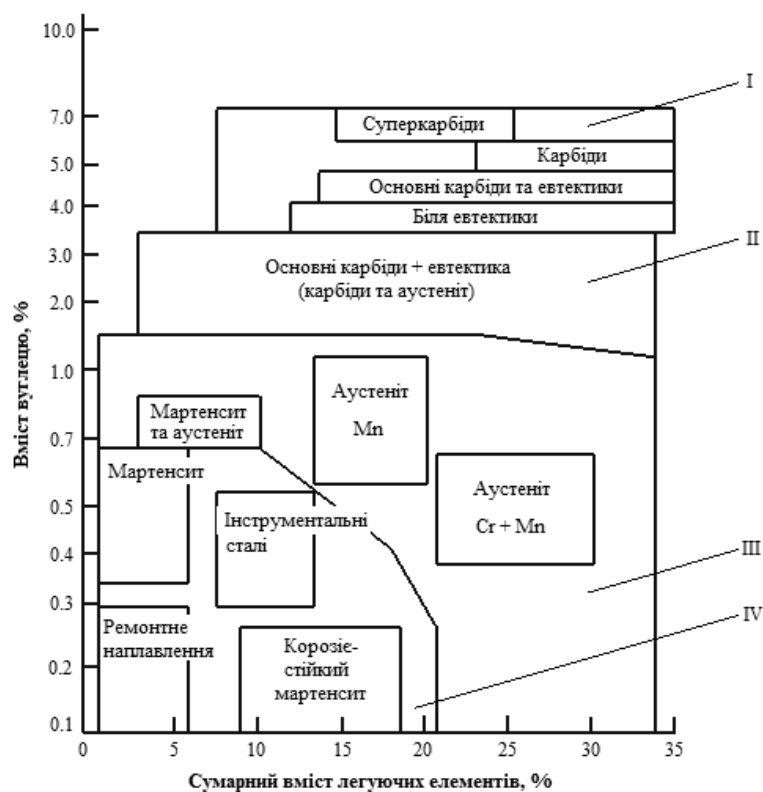 10.0
7.0
5.0
4.0
3.0
2.0
1.0
0.7
0.5
0.4
0.3
0.2
0.1
Вміст вуглецю, %
I
Суперкарбіди
Карбіди
Основні карбіди та евтектики
Біля евтектики
II
Основні карбіди + евтектика
(карбіди та аустеніт)
Аустеніт
Mn
Мартенсит
та аустеніт
Мартенсит
Аустеніт
Cr + Mn
Інструментальні
сталі
III
IV
Ремонтне
наплавлення
Корозіє-
стійкий
мартенсит
0
5
10
15
20
25
30
35
Сумарний вміст легуючих елементів, %